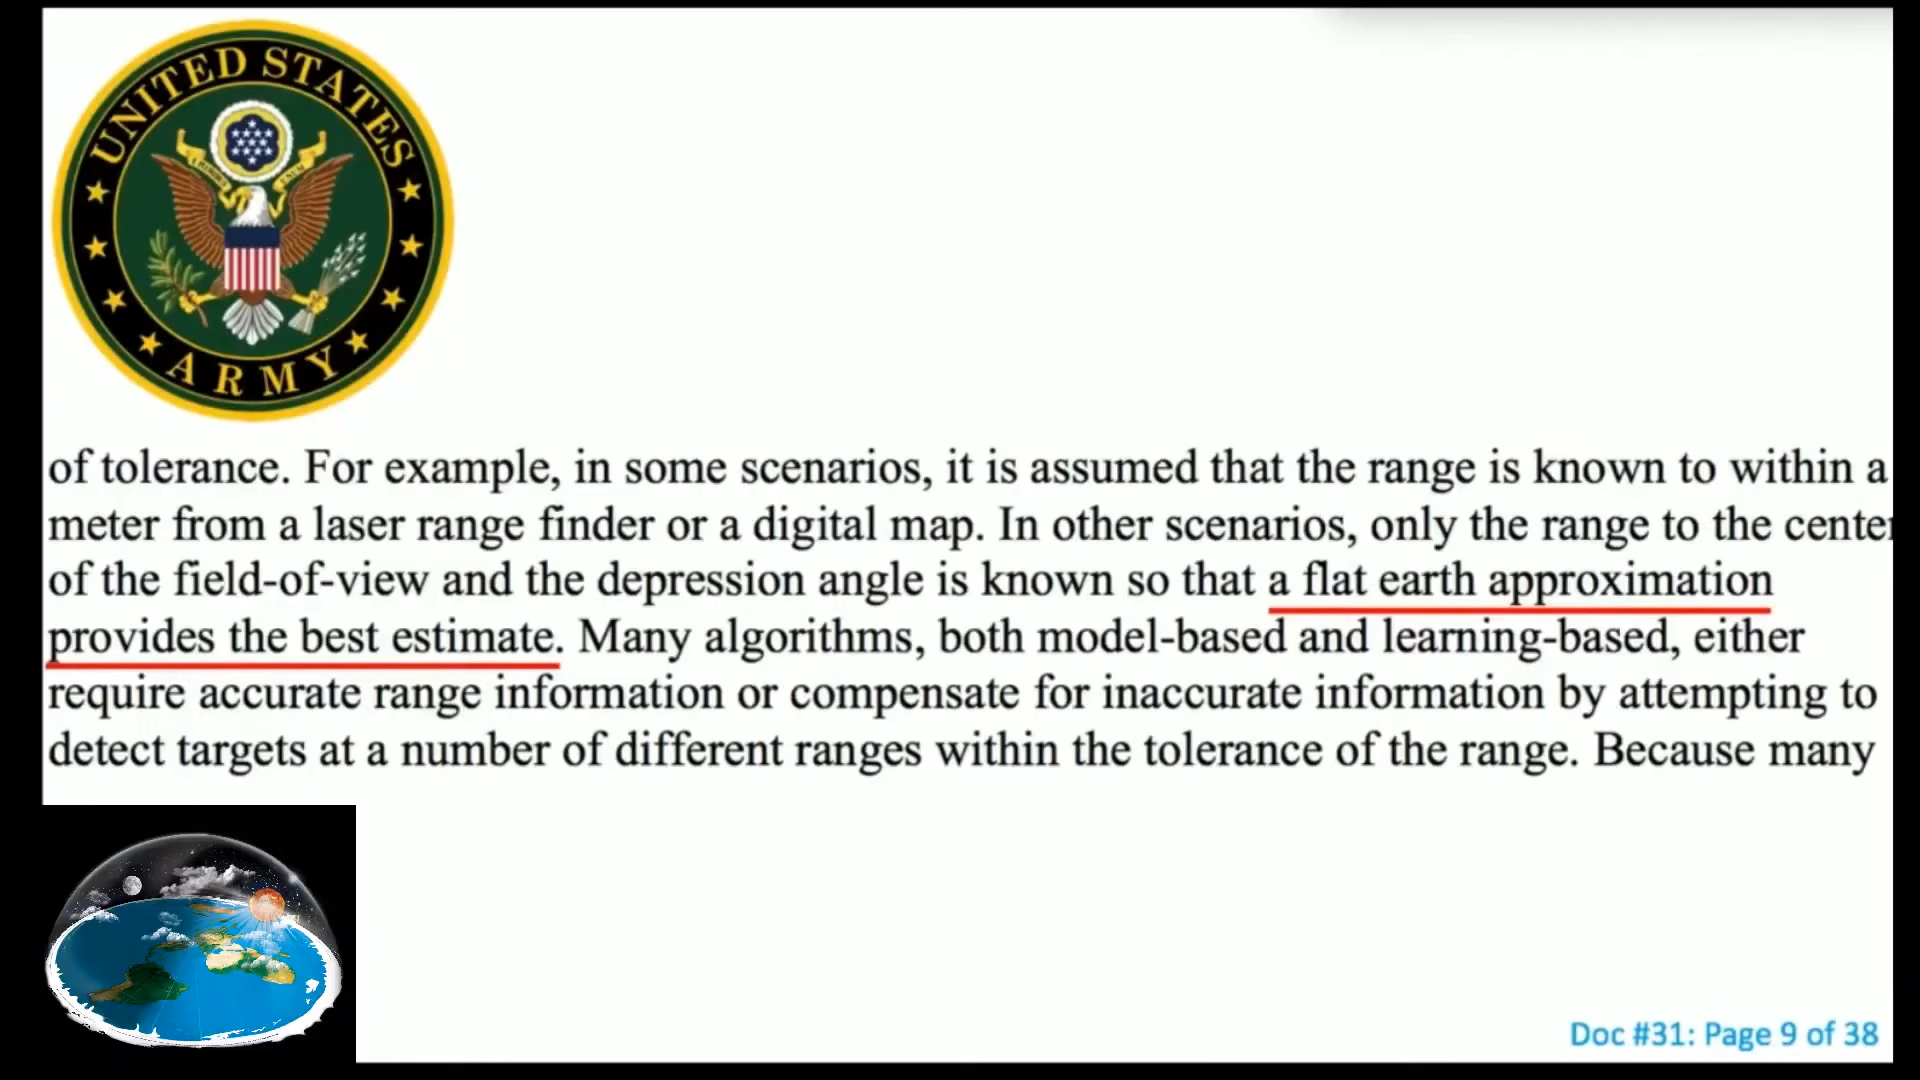 UNITED STATES
ARMY
of tolerance. For example, in some scenarios, it is assumed that the range is known to within a
meter from a laser range finder or a digital map. In other scenarios, only the range to the center
of the field-of-view and the depression angle is known so that a flat earth approximation
provides the best estimate. Many algorithms, both model-based and learning-based, either
require accurate range information or compensate for inaccurate information by attempting to
detect targets at a number of different ranges within the tolerance of the range. Because many
Doc #31: Page 9 of 38